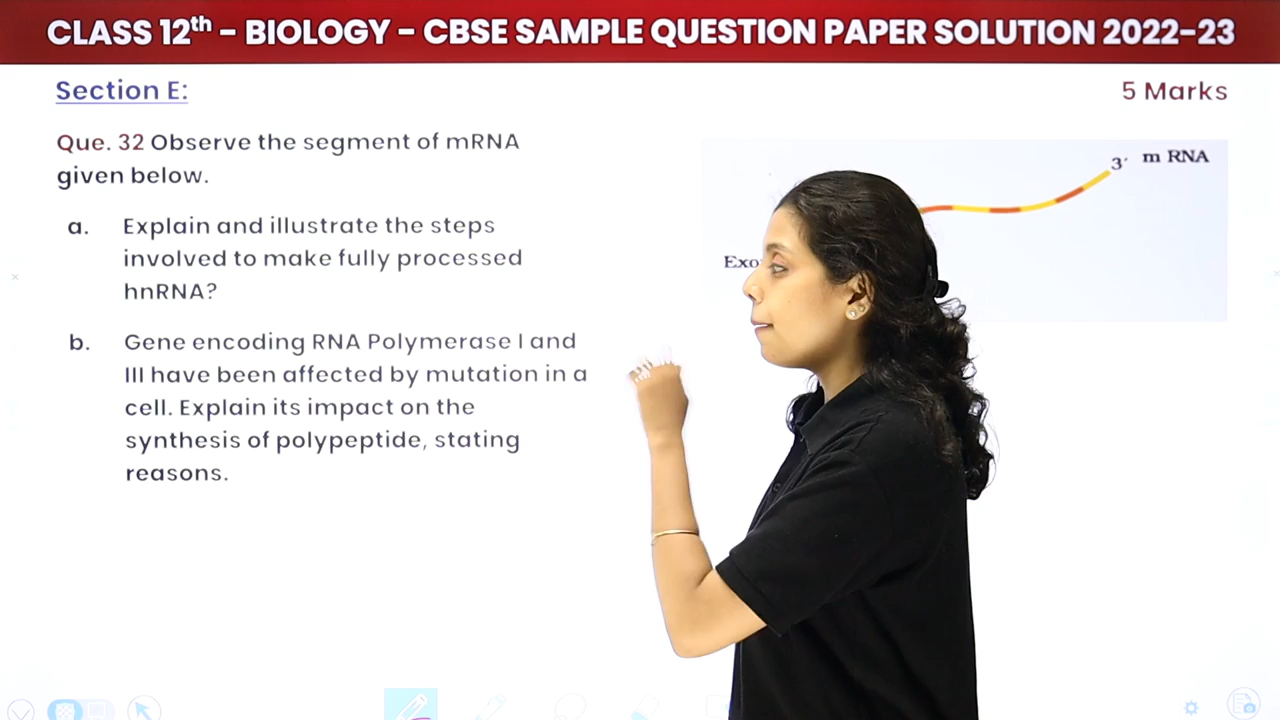 CLASS 12th – BIOLOGY – CBSE SAMPLE QUESTION PAPER SOLUTION 2022-23
Section E:
5 Marks
Que. 32 Observe the segment of mRNA
given below.
a. Explain and illustrate the steps
involved to make fully processed
hnRNA?
b. Gene encoding RNA Polymerase I and
III have been affected by mutation in a
cell. Explain its impact on the
synthesis of polypeptide, stating
reasons.
3′ m RNA